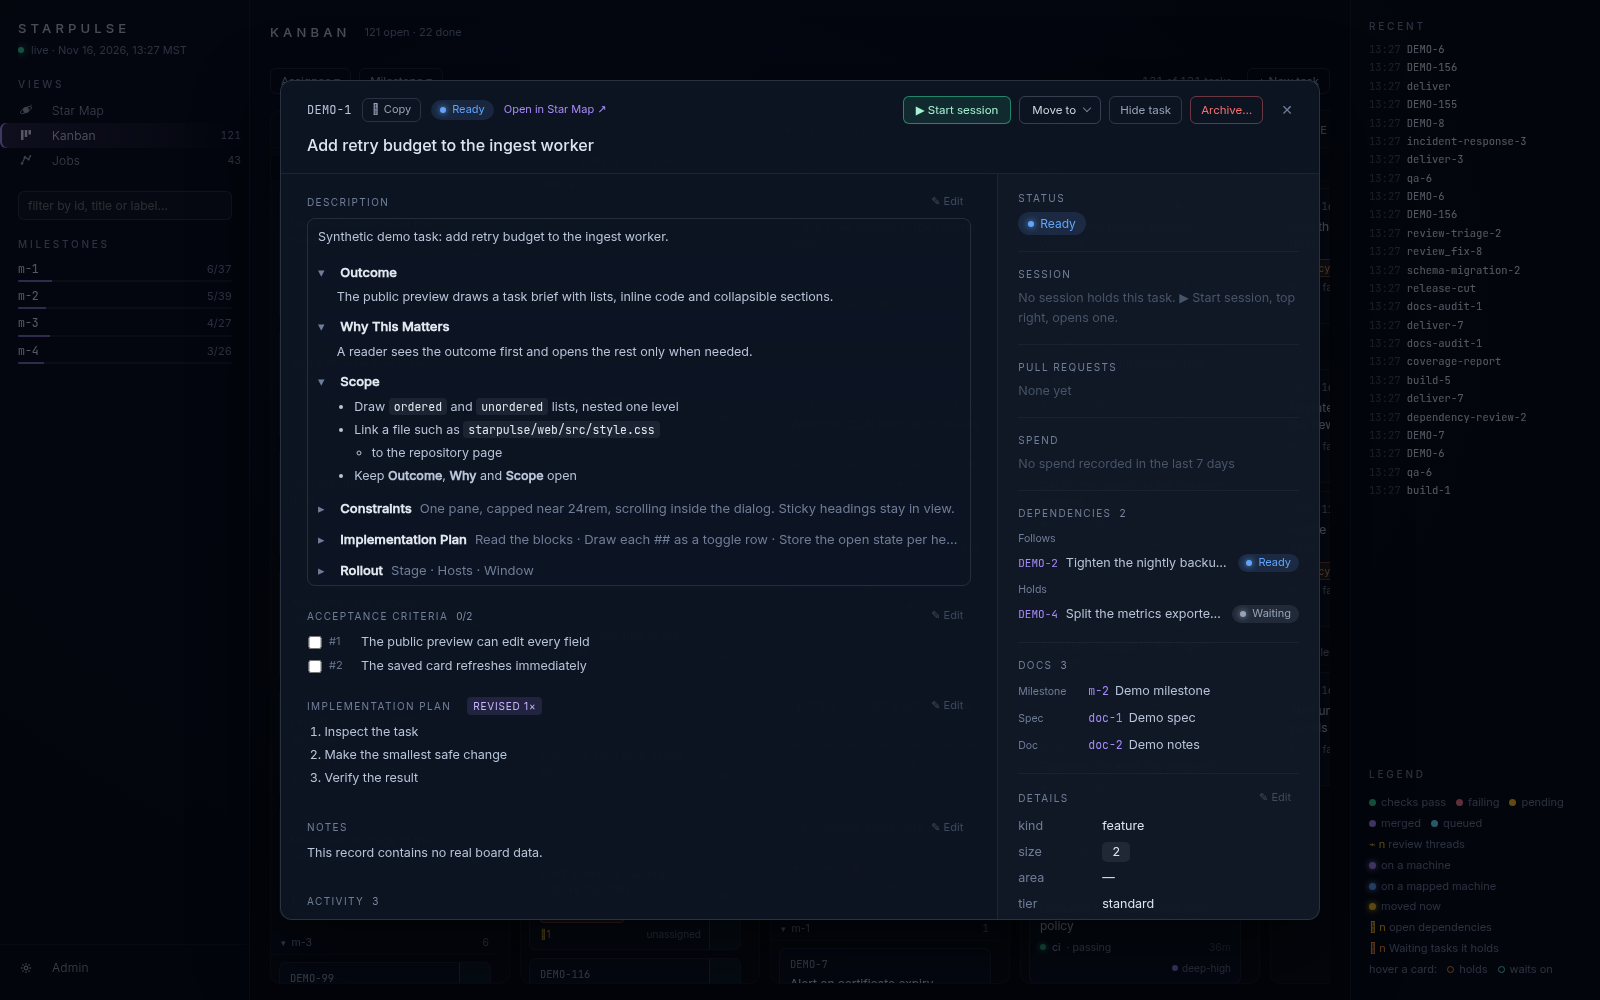 STARPULSE
live · Nov 16, 2026, 13:27 MST
VIEWS
Star Map
Kanban 121
Jobs 43
filter by id, title or label...
MILESTONES
m-1 6/37
m-2 5/39
m-3 4/27
m-4 3/26
Admin
KANBAN 121 open · 22 done
DEMO-1 Copy Ready Open in Star Map ↗
▶ Start session Move to Hide task Archive... ✕
Add retry budget to the ingest worker
DESCRIPTION ✎ Edit
Synthetic demo task: add retry budget to the ingest worker.
▾ Outcome
The public preview draws a task brief with lists, inline code and collapsible sections.
▾ Why This Matters
A reader sees the outcome first and opens the rest only when needed.
▾ Scope
• Draw ordered and unordered lists, nested one level
• Link a file such as starpulse/web/src/style.css
◦ to the repository page
• Keep Outcome, Why and Scope open
▸ Constraints One pane, capped near 24rem, scrolling inside the dialog. Sticky headings stay in view.
▸ Implementation Plan Read the blocks · Draw each ## as a toggle row · Store the open state per he...
▸ Rollout Stage · Hosts · Window
ACCEPTANCE CRITERIA 0/2 ✎ Edit
#1 The public preview can edit every field
#2 The saved card refreshes immediately
IMPLEMENTATION PLAN REVISED 1× ✎ Edit
1. Inspect the task
2. Make the smallest safe change
3. Verify the result
NOTES ✎ Edit
This record contains no real board data.
ACTIVITY 3
STATUS
Ready
SESSION
No session holds this task. ▶ Start session, top
right, opens one.
PULL REQUESTS
None yet
SPEND
No spend recorded in the last 7 days
DEPENDENCIES 2
Follows
DEMO-2 Tighten the nightly backu... Ready
Holds
DEMO-4 Split the metrics exporte... Waiting
DOCS 3
Milestone m-2 Demo milestone
Spec doc-1 Demo spec
Doc doc-2 Demo notes
DETAILS ✎ Edit
kind feature
size 2
area —
tier standard
▾ m-3 6
DEMO-99
1 unassigned
DEMO-116
▾ m-1 1
DEMO-7
policy
ci · passing 36m
deep-high
RECENT
13:27 DEMO-6
13:27 DEMO-156
13:27 deliver
13:27 DEMO-155
13:27 DEMO-8
13:27 incident-response-3
13:27 deliver-3
13:27 qa-6
13:27 DEMO-6
13:27 DEMO-156
13:27 review-triage-2
13:27 review_fix-8
13:27 schema-migration-2
13:27 release-cut
13:27 docs-audit-1
13:27 deliver-7
13:27 docs-audit-1
13:27 coverage-report
13:27 build-5
13:27 deliver-7
13:27 dependency-review-2
13:27 DEMO-7
13:27 DEMO-6
13:27 qa-6
13:27 build-1
LEGEND
checks pass failing pending
merged queued
n review threads
on a machine
on a mapped machine
moved now
n open dependencies
n Waiting tasks it holds
hover a card: holds waits on